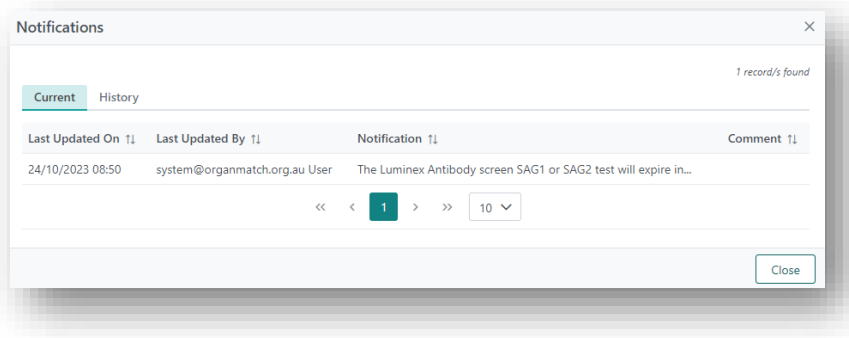 Notifications
1 record/s found
Current History
Last Updated On Last Updated By Notification Comment
24/10/2023 08:50 system@organmatch.org.au User The Luminex Antibody screen SAG1 or SAG2 test will expire in...
<< < 1 > >> 10
Close